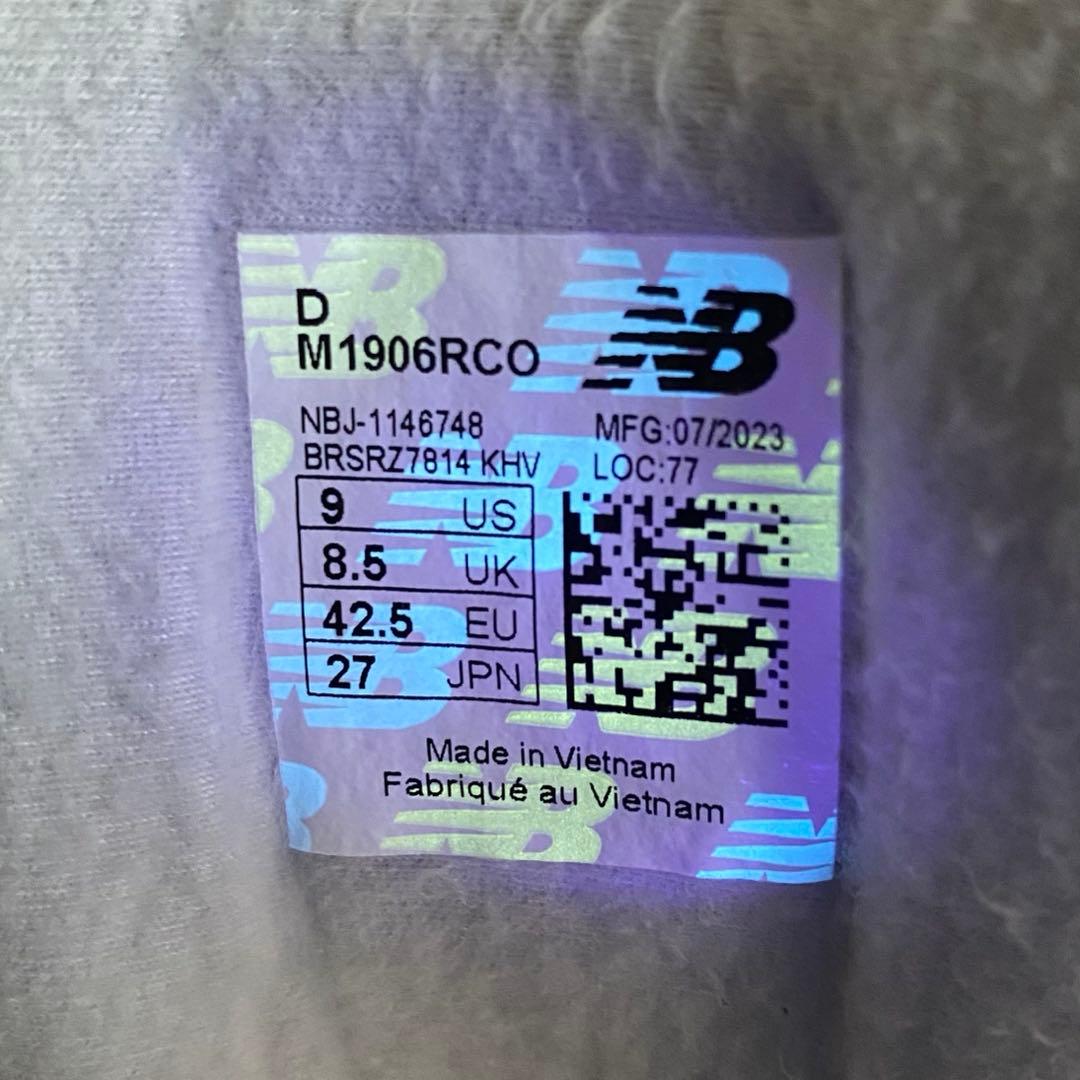 D
M1906RCO
NB
NBJ-1146748
MFG:07/2023
BRSRZ7814 KHV
LOC:77
9 US
8.5 UK
42.5 EU
27 JPN
Made in Vietnam
Fabriqué au Vietnam